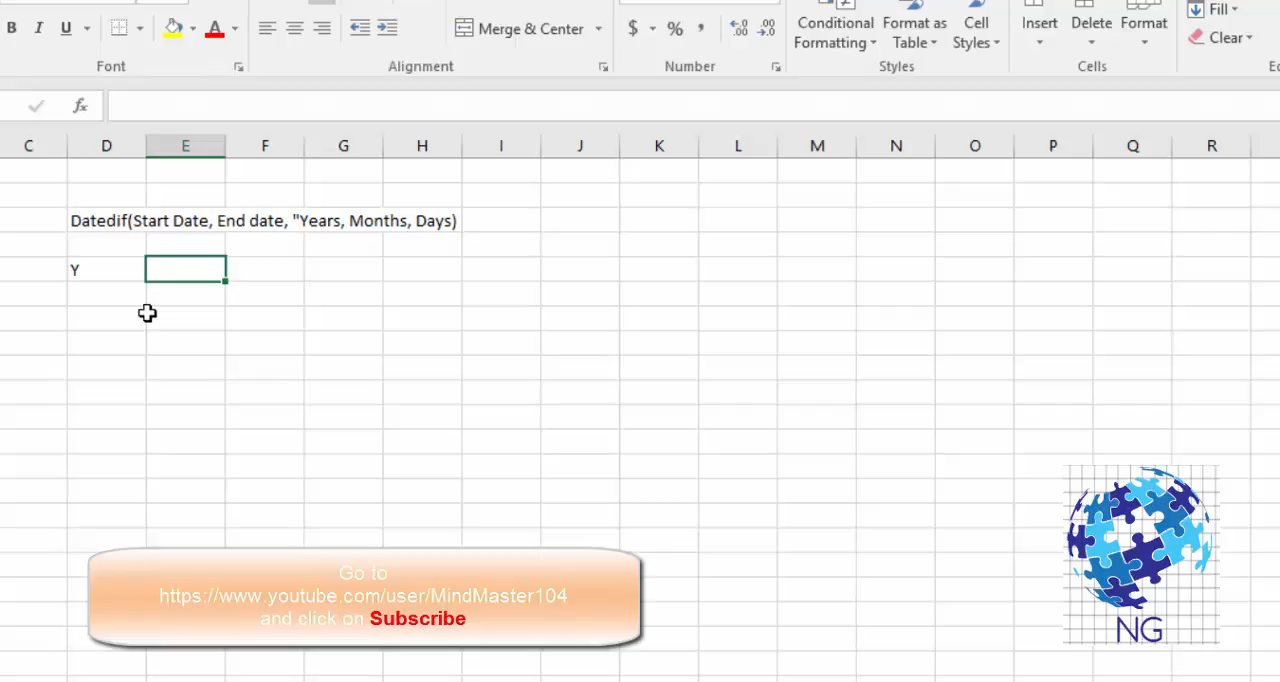 B I U A Merge & Center $ % , Conditional Format as Cell Insert Delete Format Fill
Formatting Table Styles Clear
Font Alignment Number Styles Cells
fx
C D E F G H I J K L M N O P Q R
Datedif(Start Date, End date, "Years, Months, Days)
Y
Go to
https://www.youtube.com/user/MindMaster104
and click on Subscribe
NG